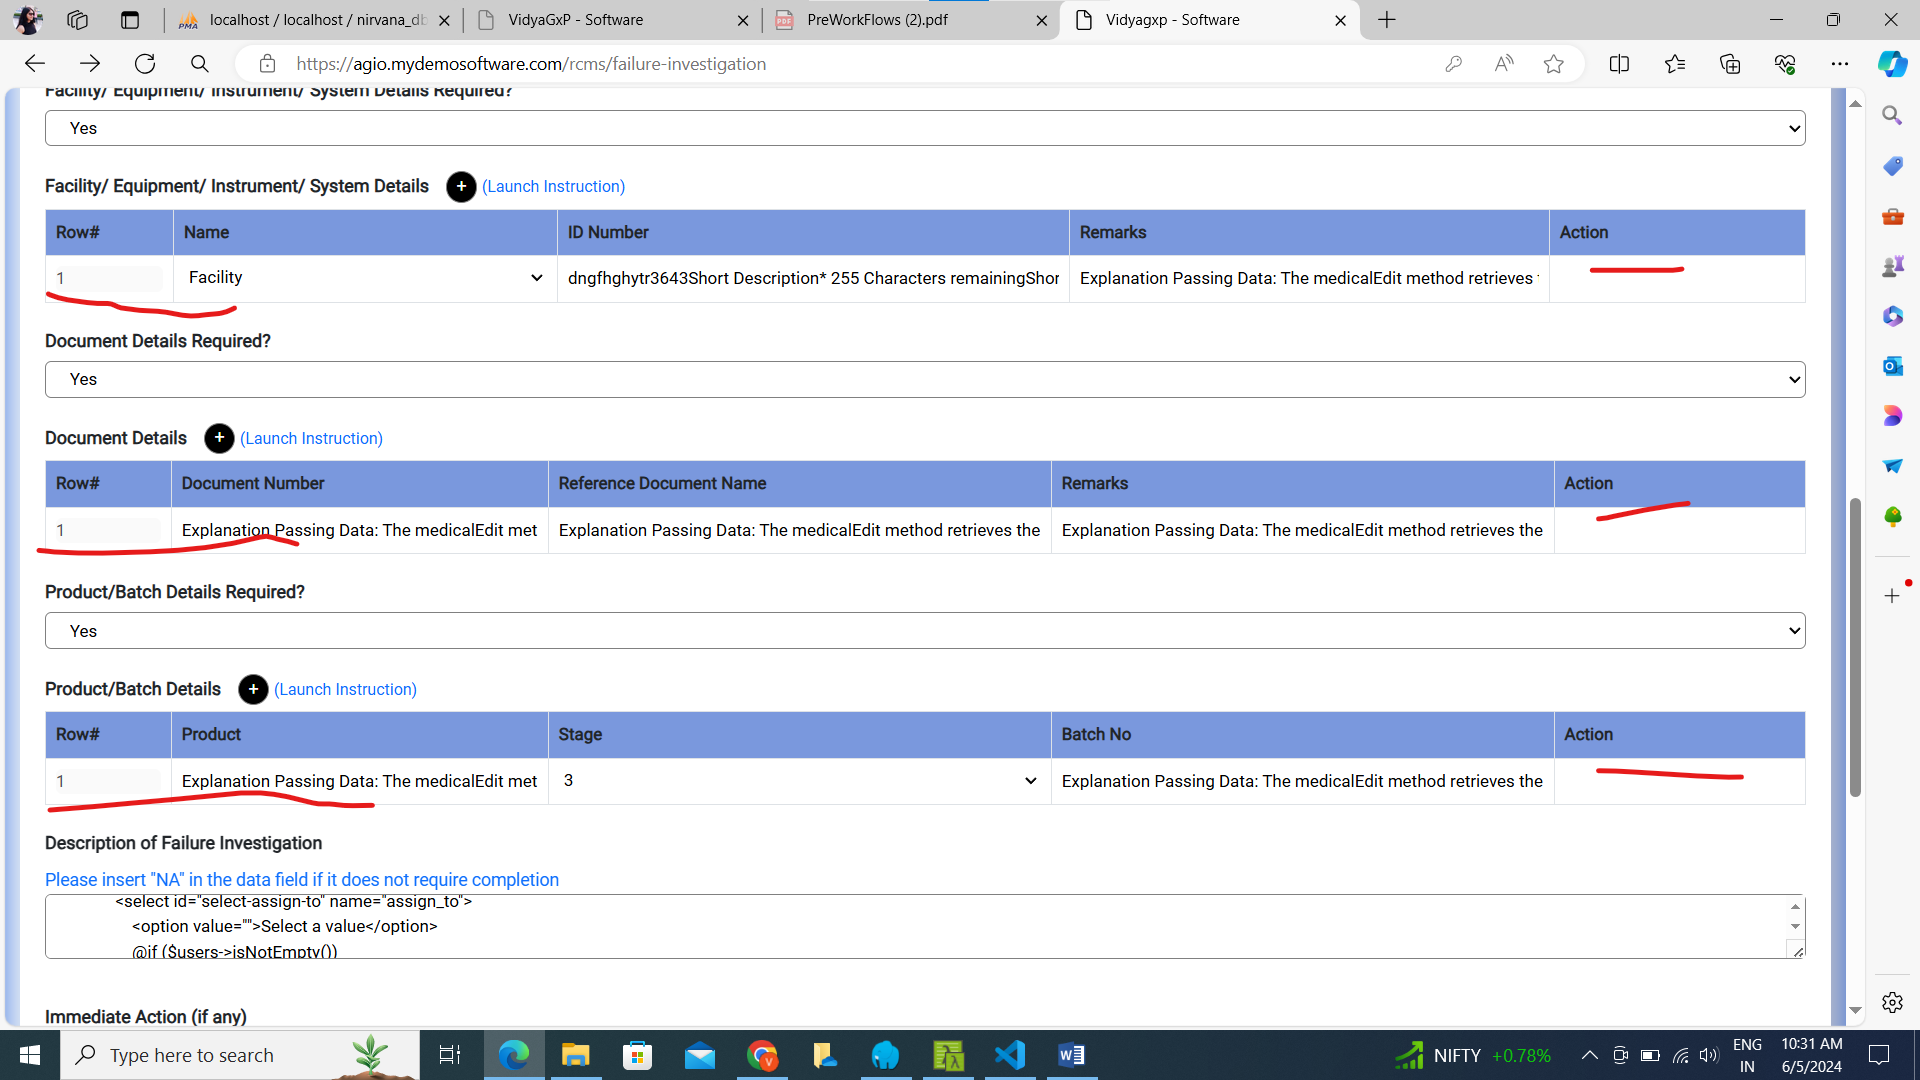 localhost / localhost / nirvana_db
VidyaGxP - Software
PreWorkFlows (2).pdf
Vidyagxp - Software
https://agio.mydemosoftware.com/rcms/failure-investigation
Facility/ Equipment/ Instrument/ System Details Required?
Yes
Facility/ Equipment/ Instrument/ System Details + (Launch Instruction)
Row# Name ID Number Remarks Action
1 Facility dngfhghytr3643Short Description* 255 Characters remainingShor Explanation Passing Data: The medicalEdit method retrieves
Document Details Required?
Yes
Document Details + (Launch Instruction)
Row# Document Number Reference Document Name Remarks Action
1 Explanation Passing Data: The medicalEdit met Explanation Passing Data: The medicalEdit method retrieves the Explanation Passing Data: The medicalEdit method retrieves the
Product/Batch Details Required?
Yes
Product/Batch Details + (Launch Instruction)
Row# Product Stage Batch No Action
1 Explanation Passing Data: The medicalEdit met 3 Explanation Passing Data: The medicalEdit method retrieves the
Description of Failure Investigation
Please insert "NA" in the data field if it does not require completion
<select id="select-assign-to" name="assign_to">
<option value="">Select a value</option>
@if ($users->isNotEmpty())
Immediate Action (if any)
Type here to search
NIFTY +0.78%
ENG
IN
10:31 AM
6/5/2024